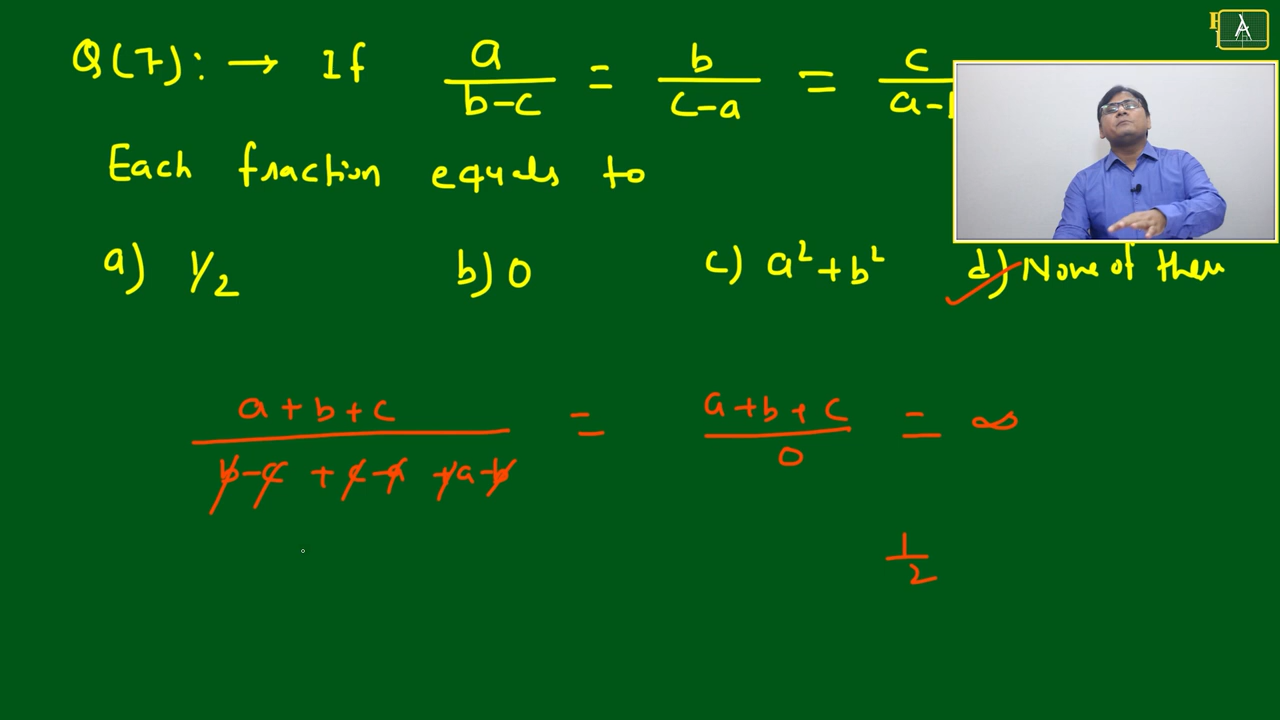 Q(7): → If a/(b-c) = b/(c-a) = c/(a-
Each fraction equals to
a) 1/2 b) 0 c) a²+b² d) None of them
(a+b+c)/(b-c + c-a + a-b) = (a+b+c)/0 = ∞
1/2